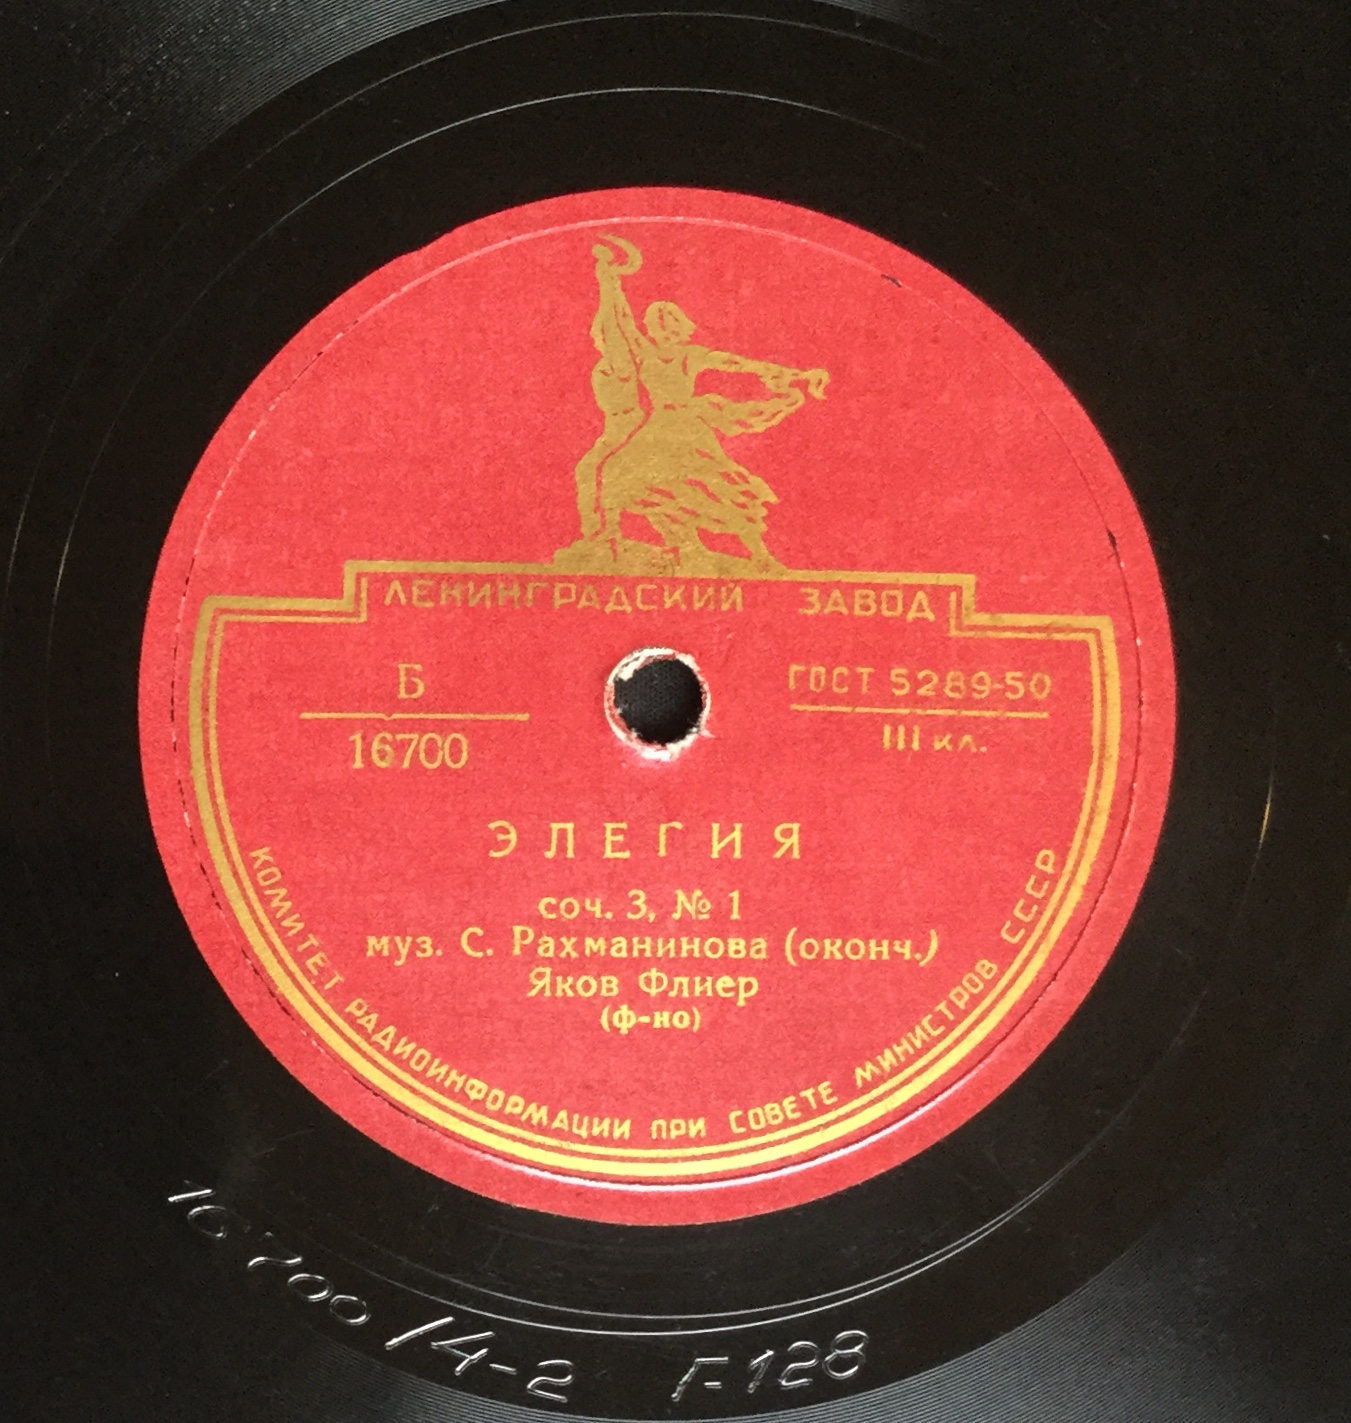 ЛЕНИНГРАДСКИЙ ЗАВОД
Б
16700
ГОСТ 5289-50
III кл.
ЭЛЕГИЯ
соч. 3, № 1
муз. С. Рахманинова (оконч.)
Яков Флиер
(ф-но)
КОМИТЕТ РАДИОИНФОРМАЦИИ ПРИ СОВЕТЕ МИНИСТРОВ СССР
16700/4-2 Г-128